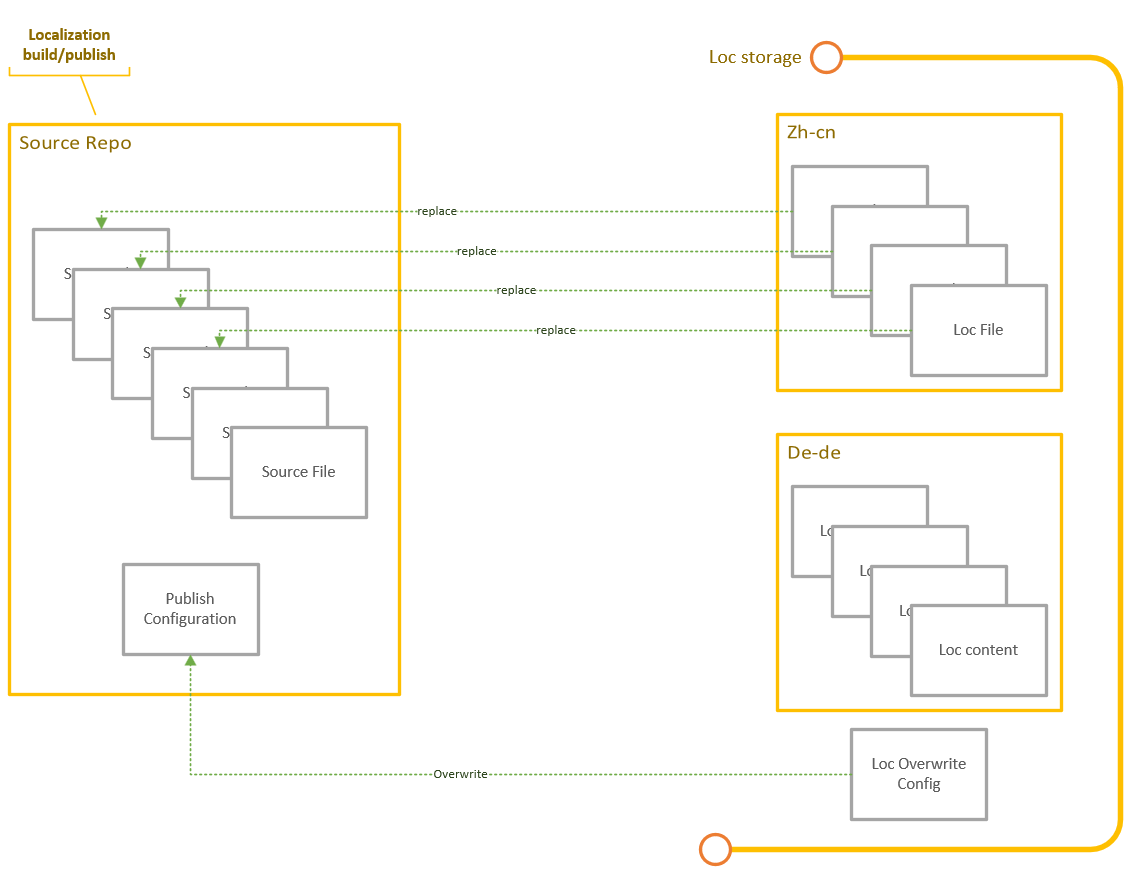 Localization
build/publish
Loc storage
Source Repo
Zh-cn
replace
replace
replace
replace
S
S
S
S
S
Source File
Loc File
De-de
Lo
Lo
Lo
Loc content
Publish
Configuration
Overwrite
Loc Overwrite
Config